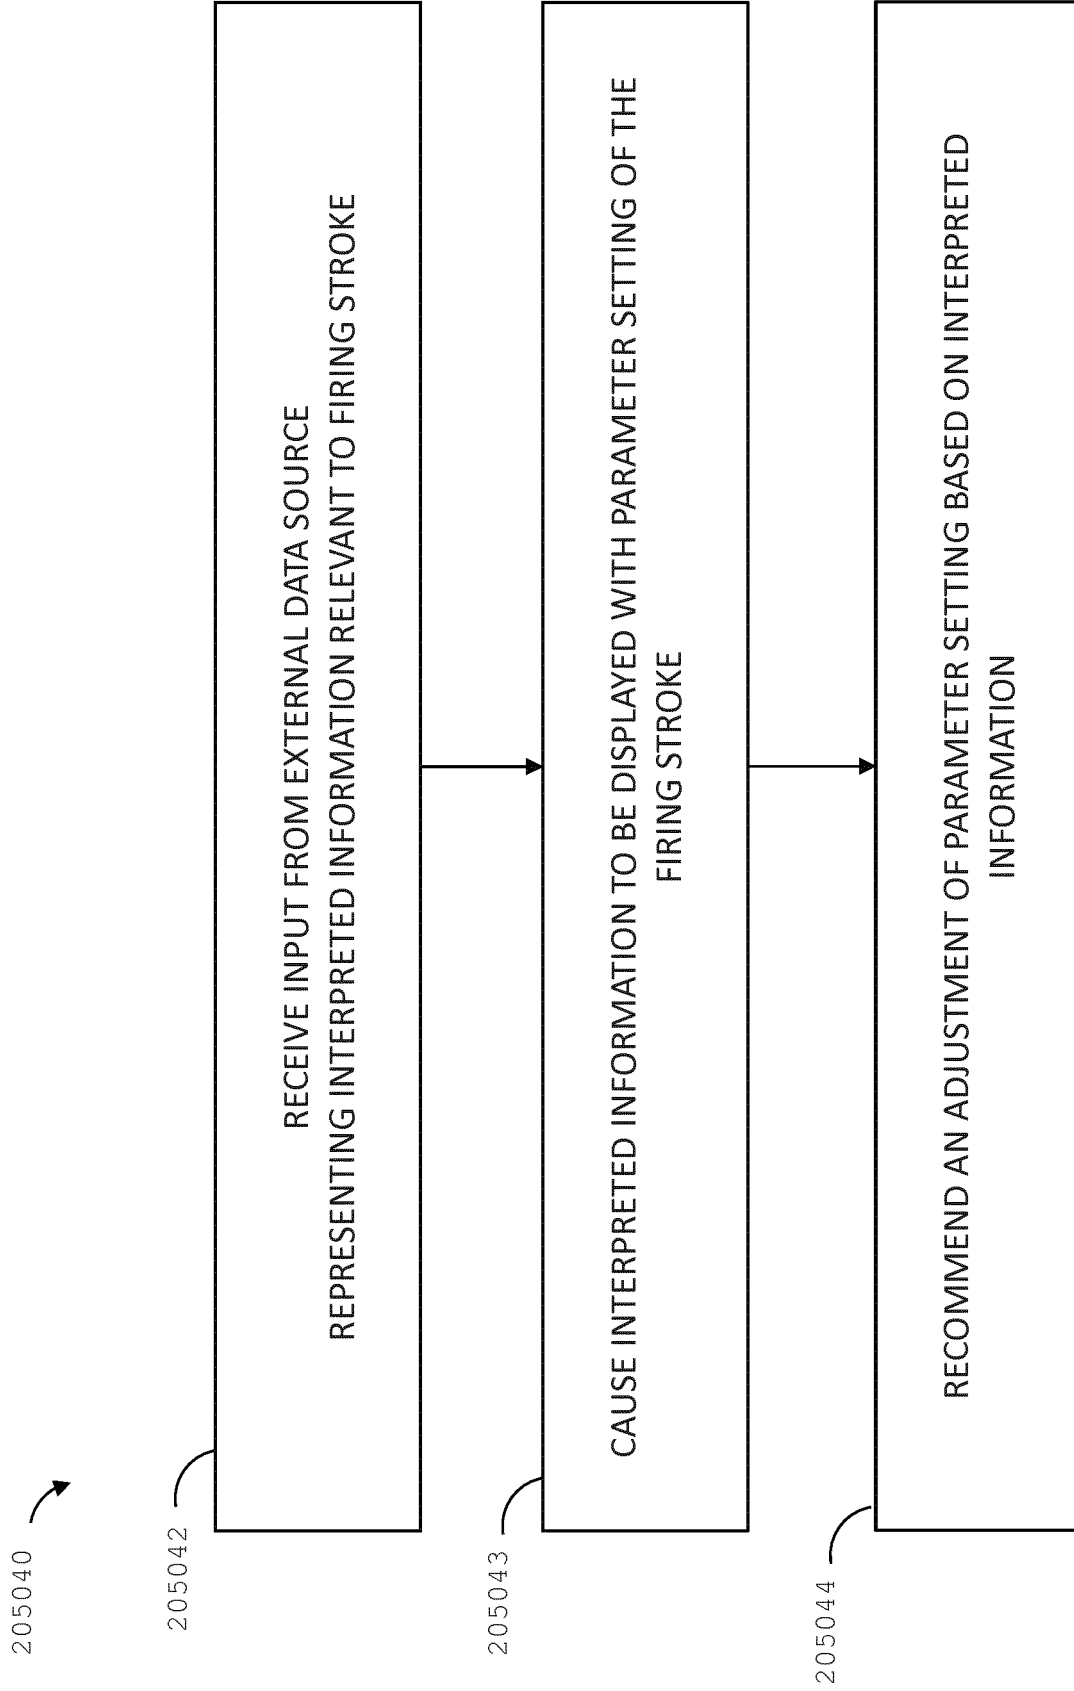 205040
205042
RECEIVE INPUT FROM EXTERNAL DATA SOURCE
REPRESENTING INTERPRETED INFORMATION RELEVANT TO FIRING STROKE
205043
CAUSE INTERPRETED INFORMATION TO BE DISPLAYED WITH PARAMETER SETTING OF THE
FIRING STROKE
205044
RECOMMEND AN ADJUSTMENT OF PARAMETER SETTING BASED ON INTERPRETED
INFORMATION